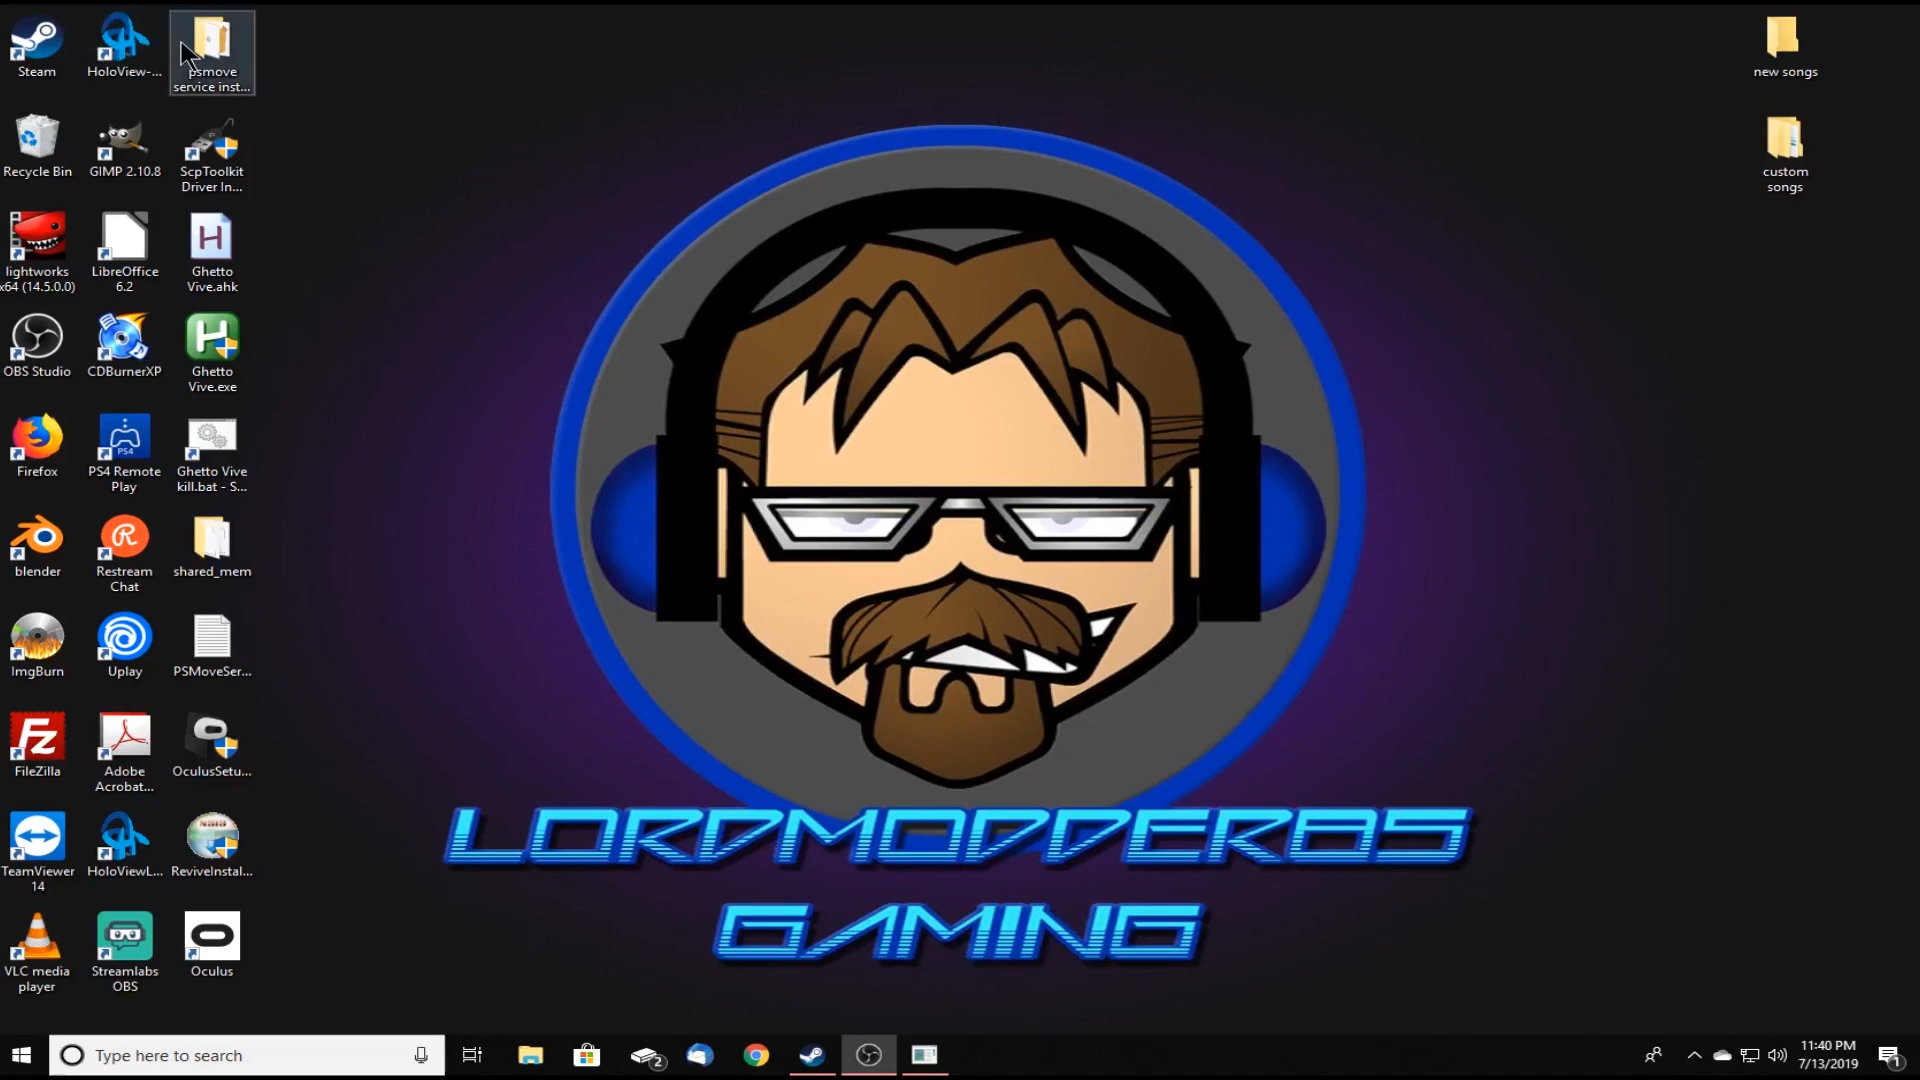 Steam
HoloView-...
psmove
service inst...
Recycle Bin
GIMP 2.10.8
ScpToolkit
Driver In...
lightworks
x64 (14.5.0.0)
LibreOffice
6.2
H
Ghetto
Vive.ahk
OBS Studio
CDBurnerXP
H
Ghetto
Vive.exe
Firefox
PS4
PS4 Remote
Play
Ghetto Vive
kill.bat - S...
blender
R
Restream
Chat
shared_mem
ImgBurn
Uplay
PSMoveSer...
Fz
FileZilla
Adobe
Acrobat...
OculusSetu...
TeamViewer
14
HoloViewL...
ReviveInstal...
VLC media
player
Streamlabs
OBS
Oculus
new songs
custom
songs
LORDMODDER85
GAMING
Type here to search
2
11:40 PM
7/13/2019
1